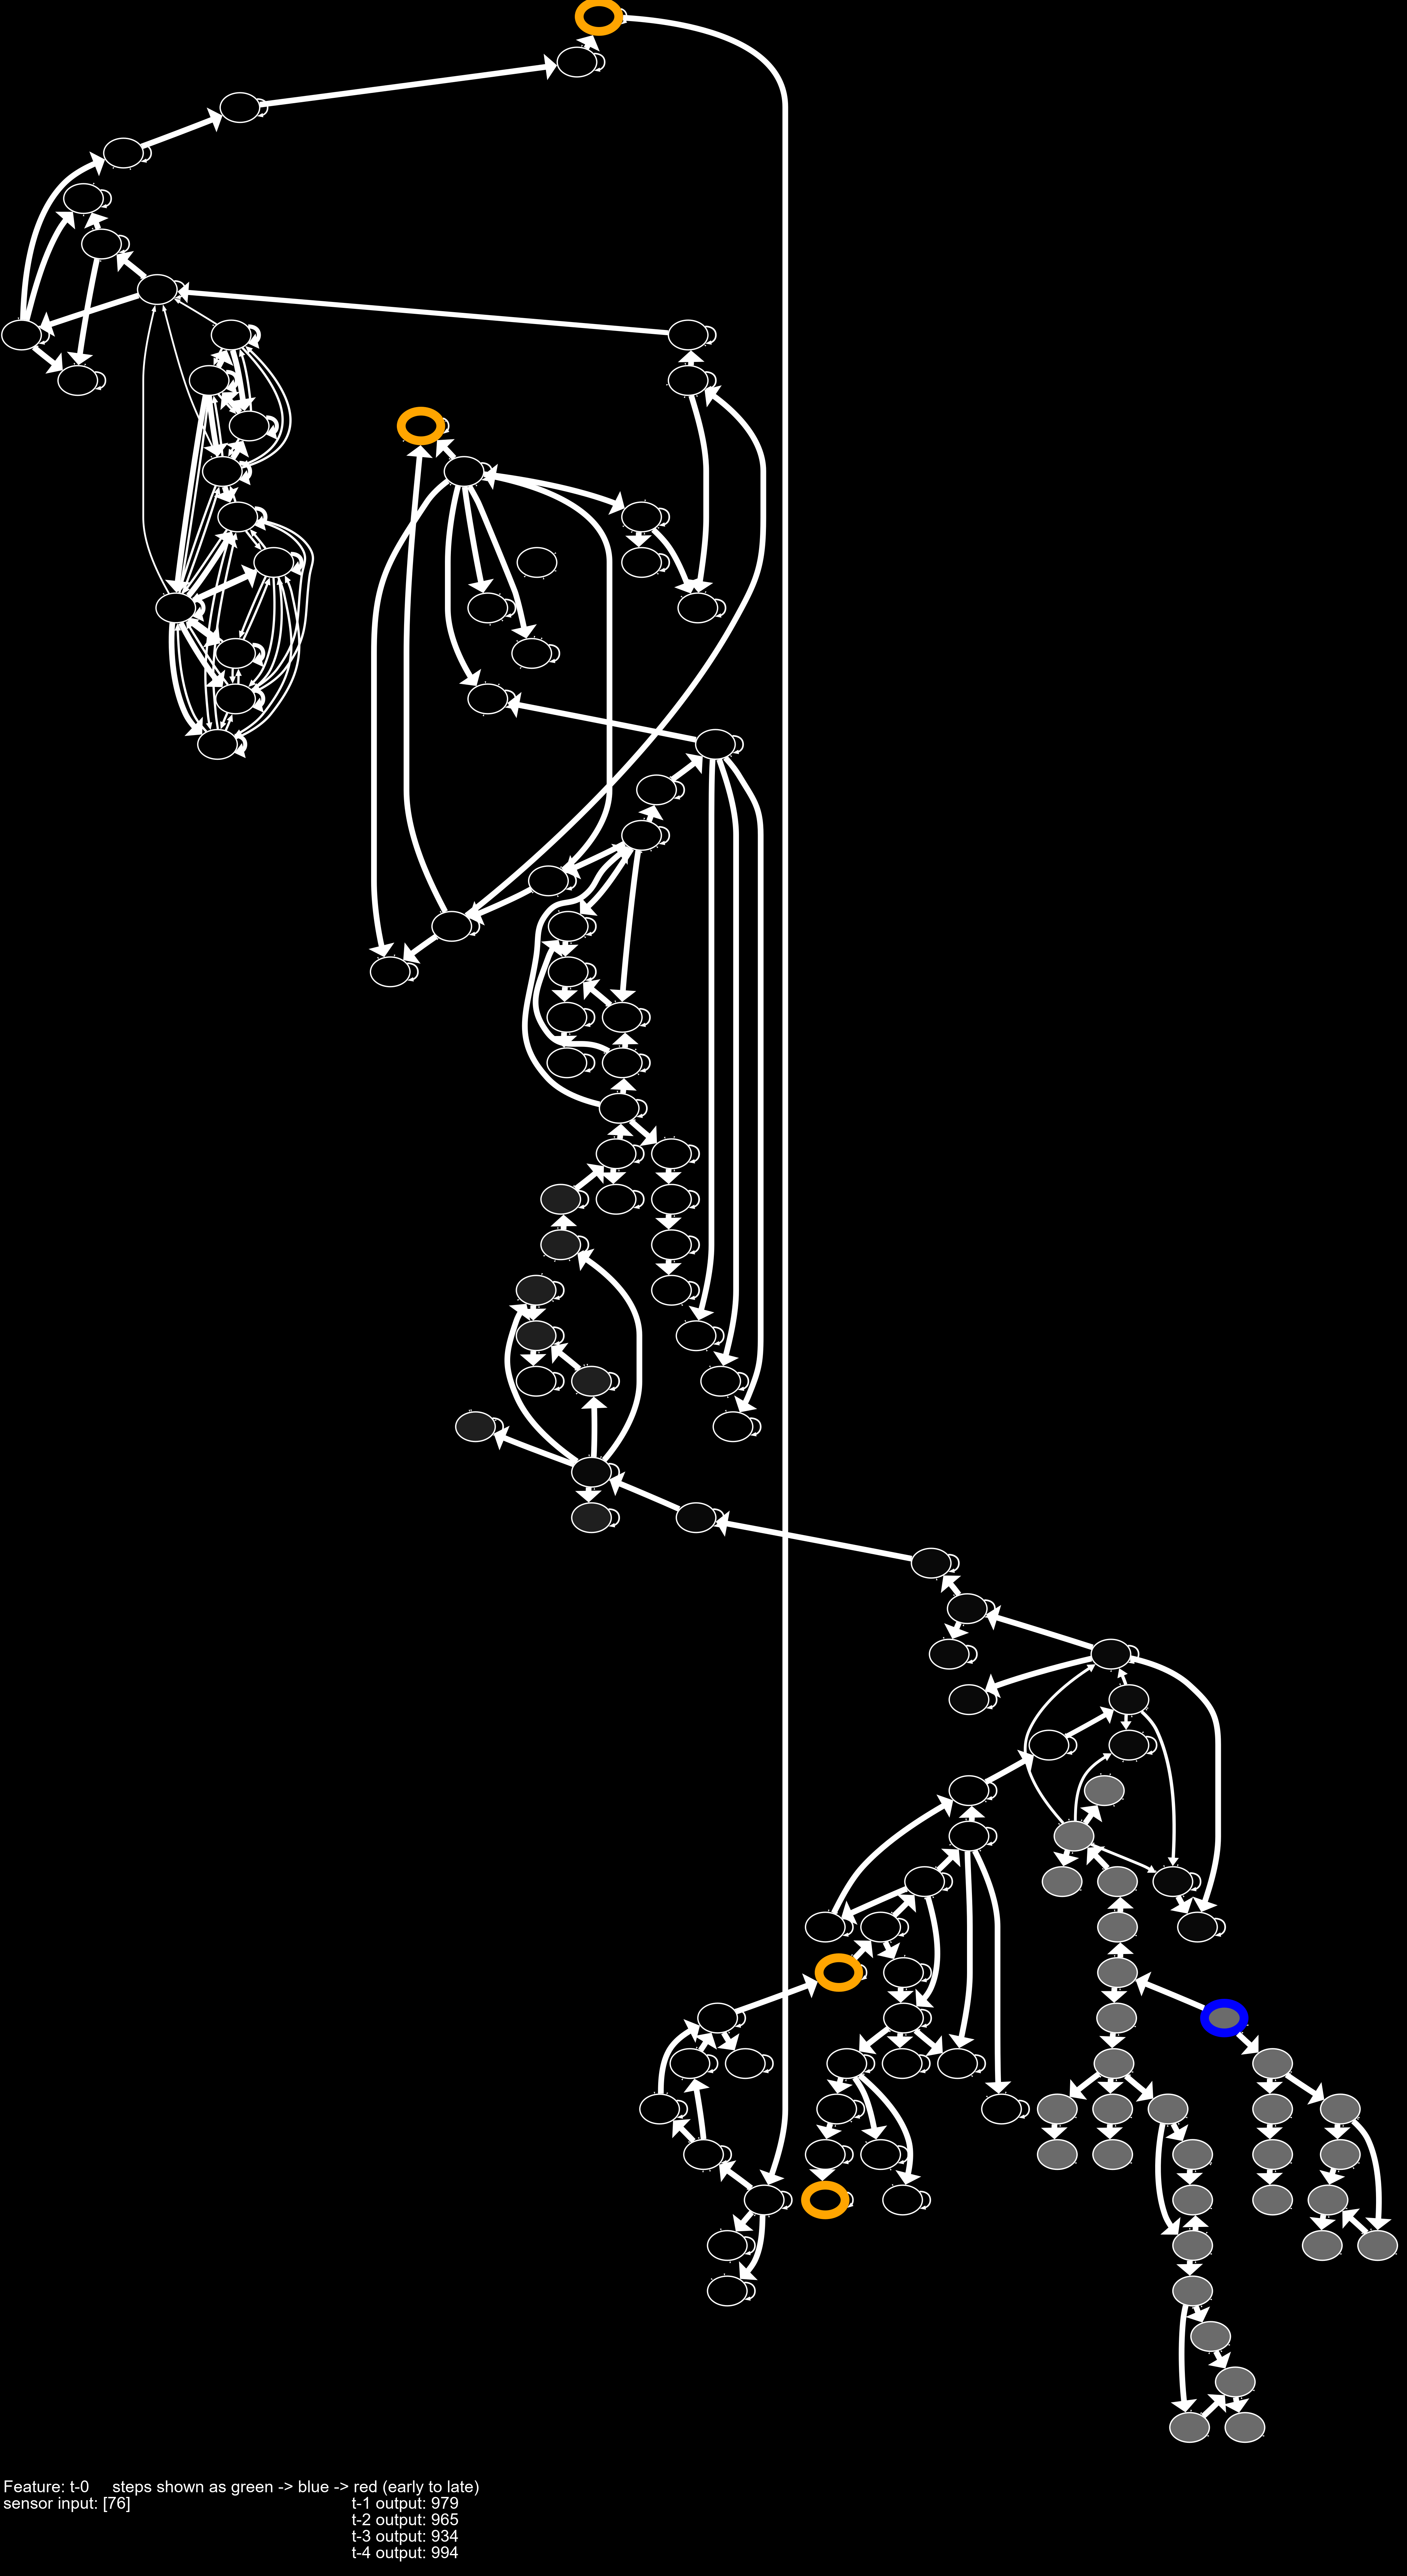 Feature: t-0 steps shown as green -> blue -> red (early to late)
sensor input: [76]
t-1 output: 979
t-2 output: 965
t-3 output: 934
t-4 output: 994